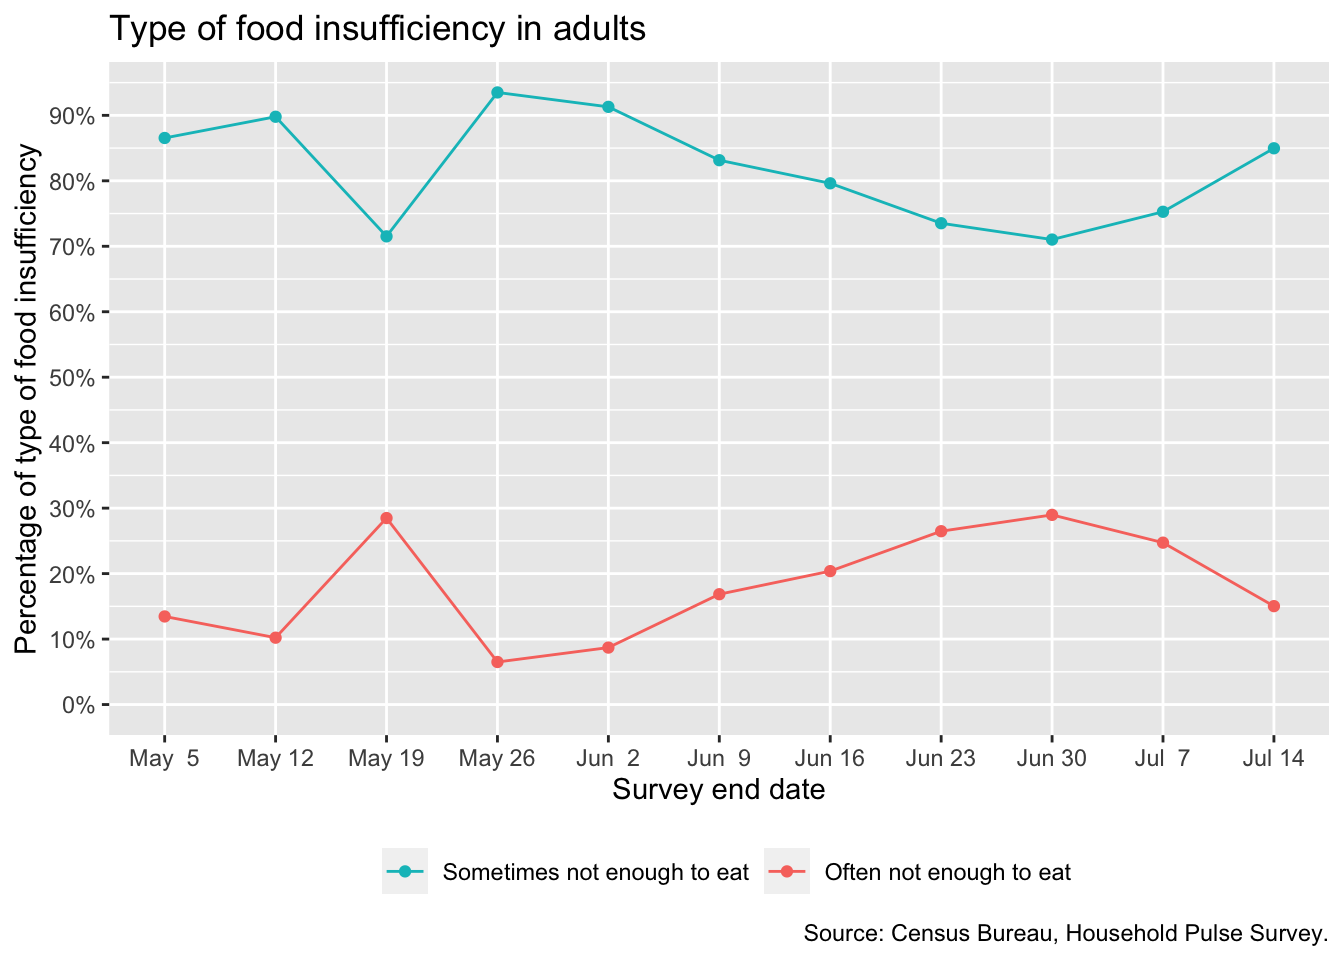 Type of food insufficiency in adults
Percentage of type of food insufficiency
90%
80%
70%
60%
50%
40%
30%
20%
10%
0%
May  5 May 12 May 19 May 26 Jun  2 Jun  9 Jun 16 Jun 23 Jun 30 Jul  7 Jul 14
Survey end date
Sometimes not enough to eat Often not enough to eat
Source: Census Bureau, Household Pulse Survey.